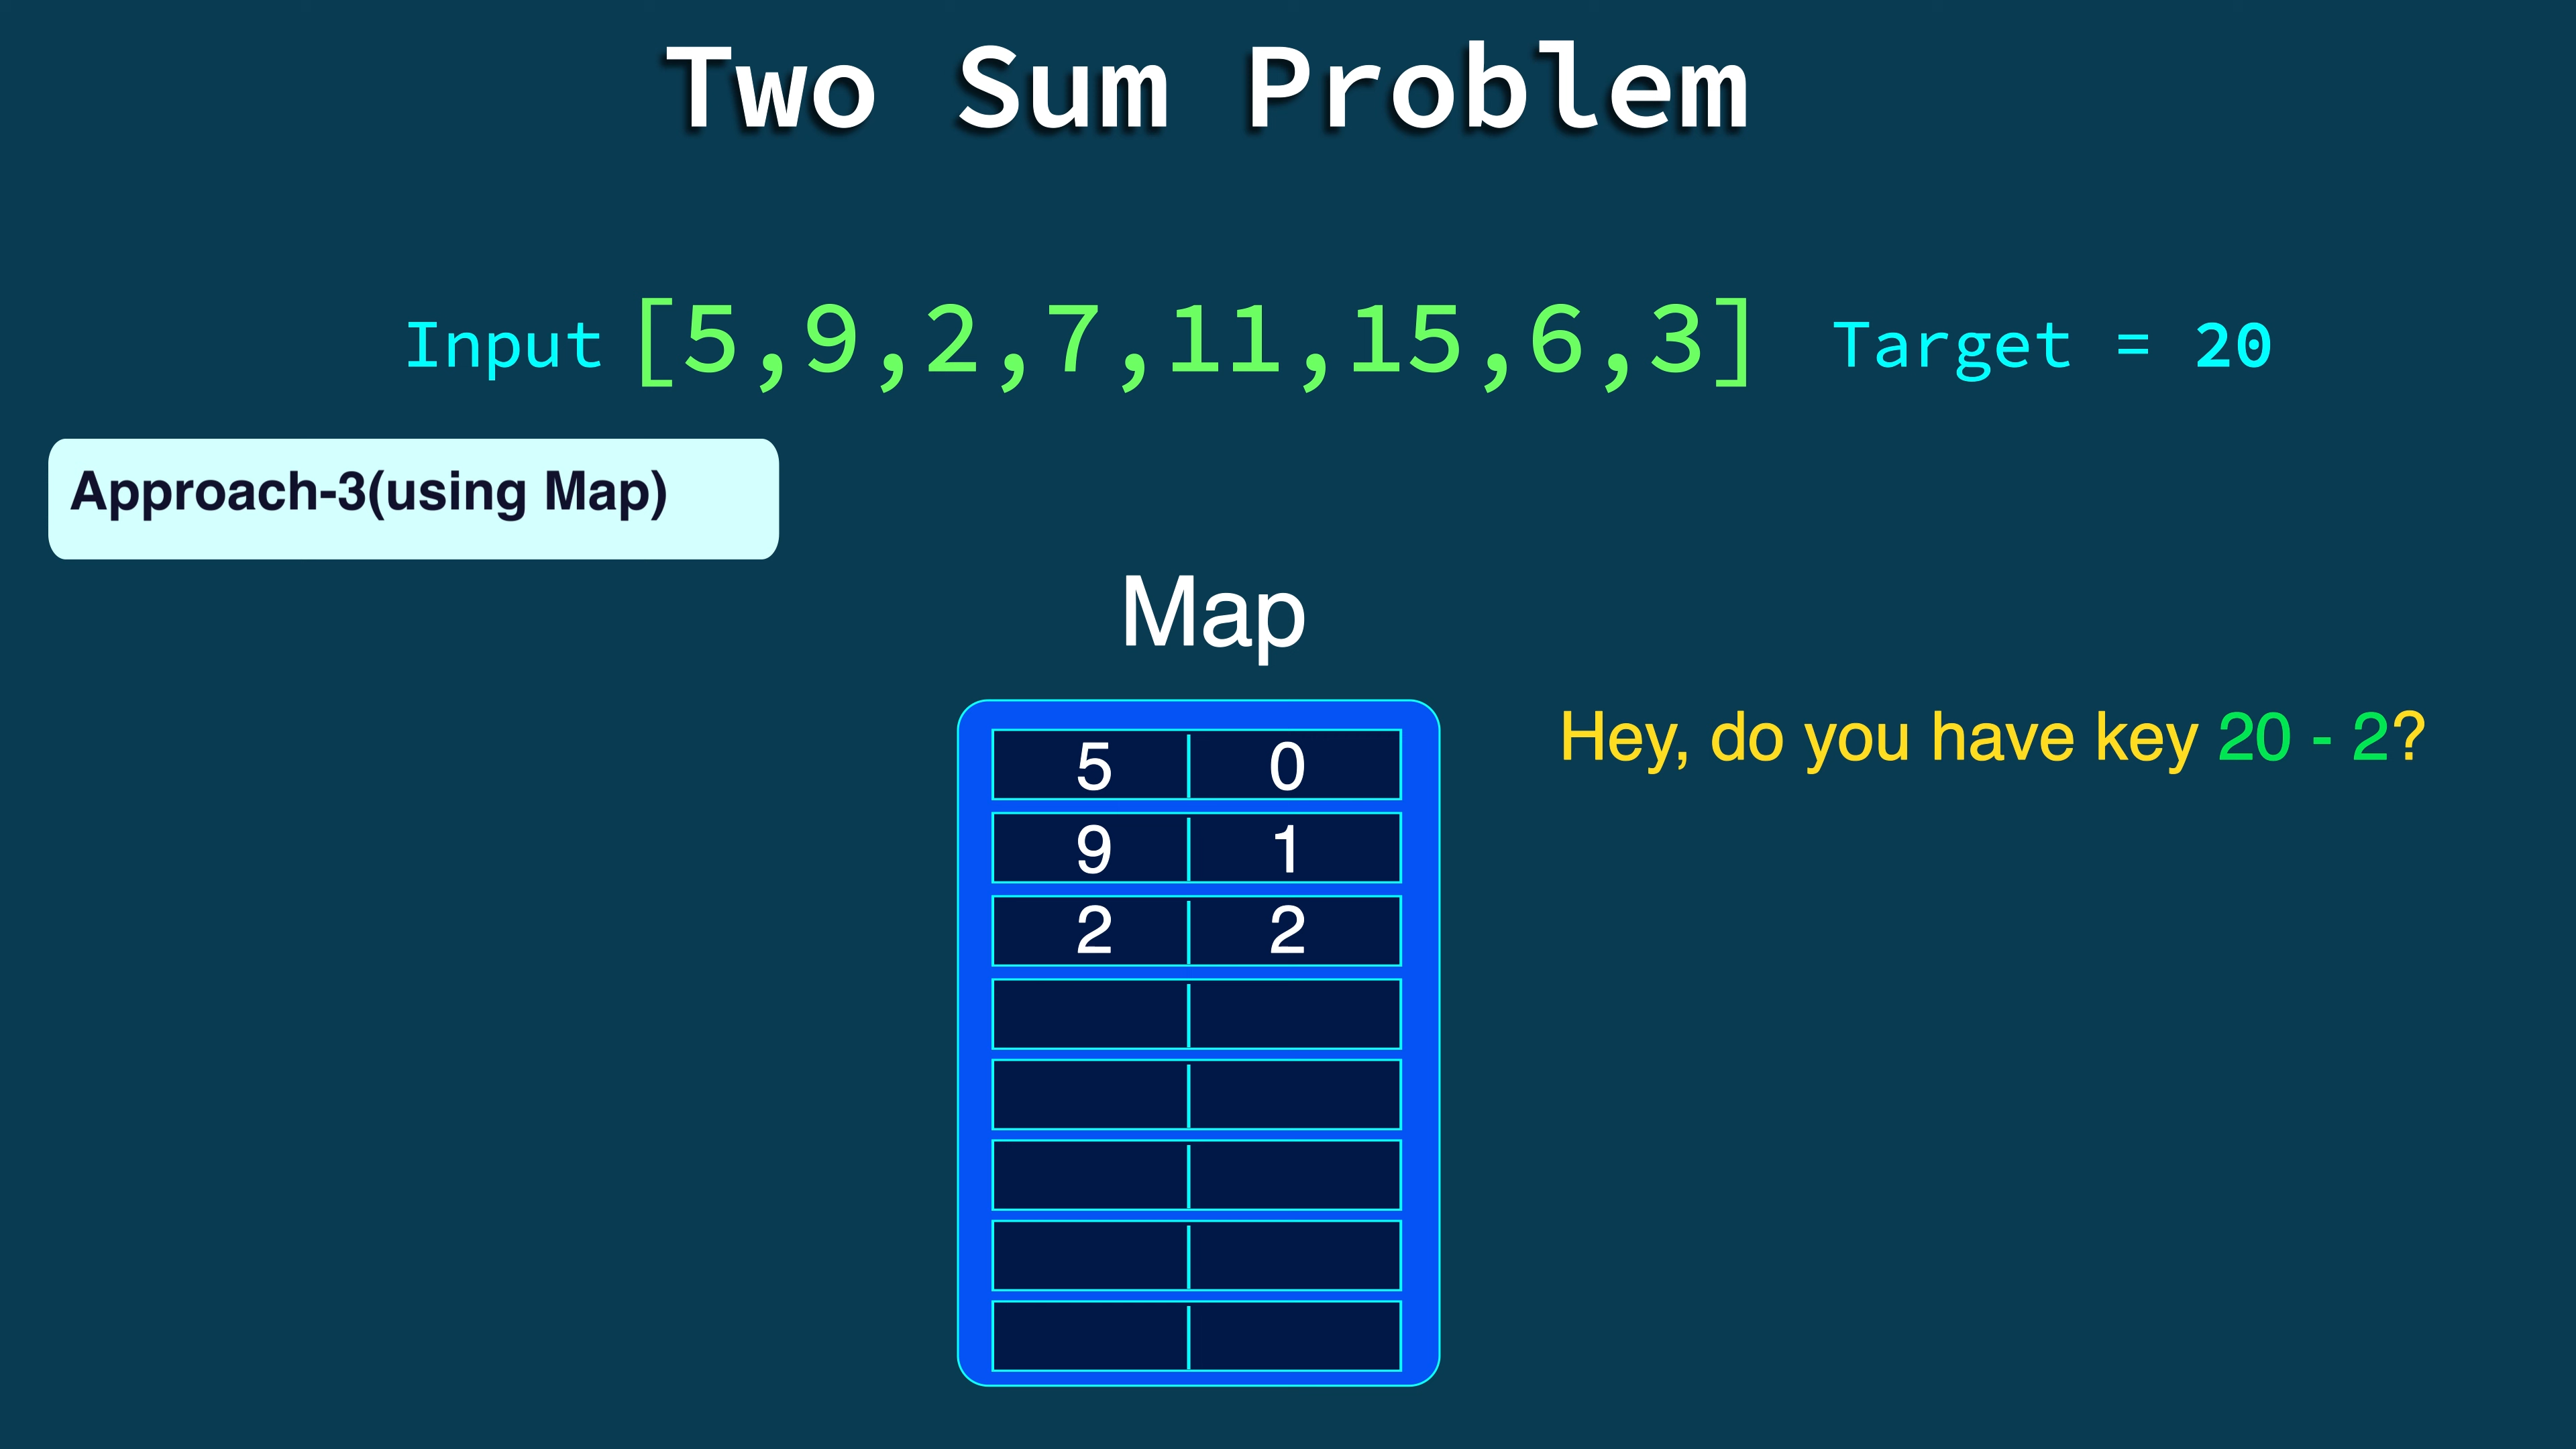 Two Sum Problem
Input [5,9,2,7,11,15,6,3] Target = 20
Approach-3(using Map)
Map
Hey, do you have key 20 - 2?
5 0
9 1
2 2